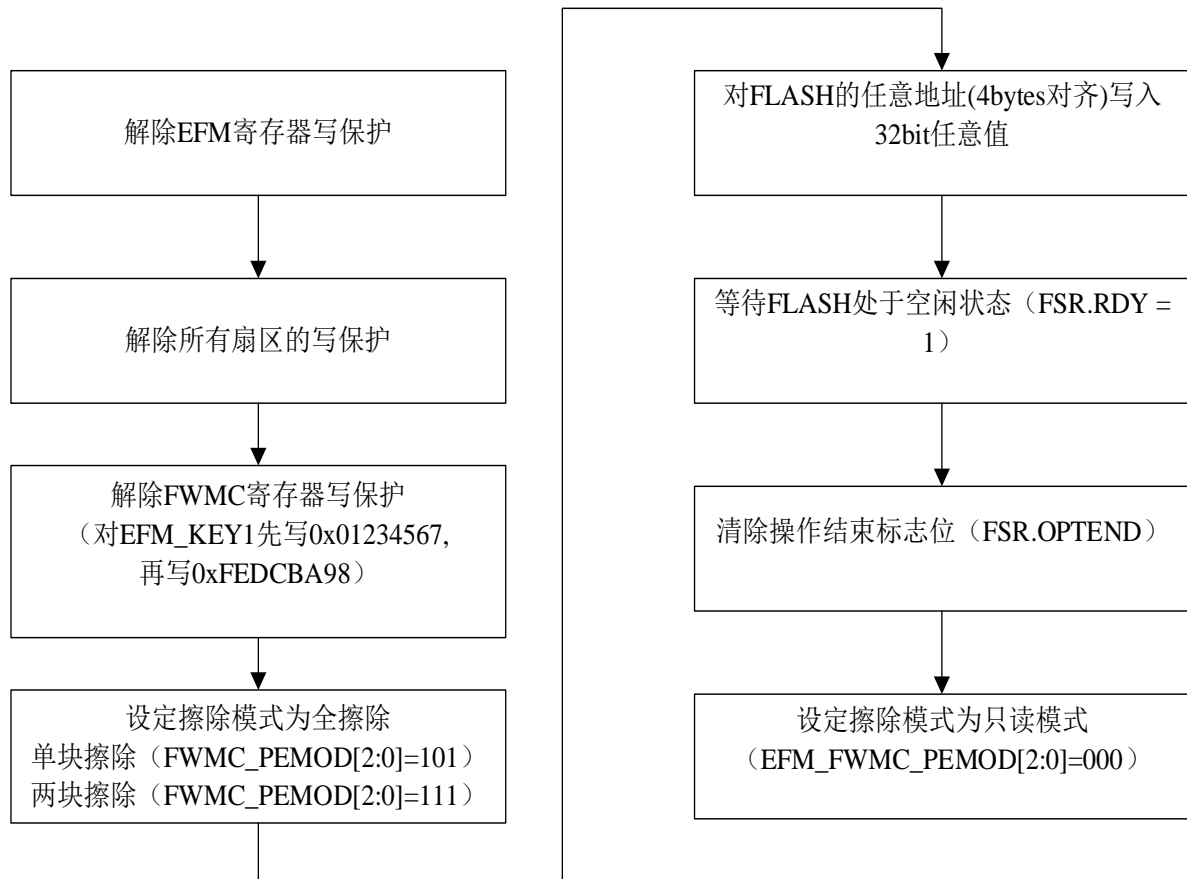 解除EFM寄存器写保护
解除所有扇区的写保护
解除FWMC寄存器写保护
（对EFM_KEY1先写0x01234567,
再写0xFEDCBA98）
设定擦除模式为全擦除
单块擦除（FWMC_PEMOD[2:0]=101）
两块擦除（FWMC_PEMOD[2:0]=111）
对FLASH的任意地址(4bytes对齐)写入
32bit任意值
等待FLASH处于空闲状态（FSR.RDY =
1）
清除操作结束标志位（FSR.OPTEND）
设定擦除模式为只读模式
（EFM_FWMC_PEMOD[2:0]=000）